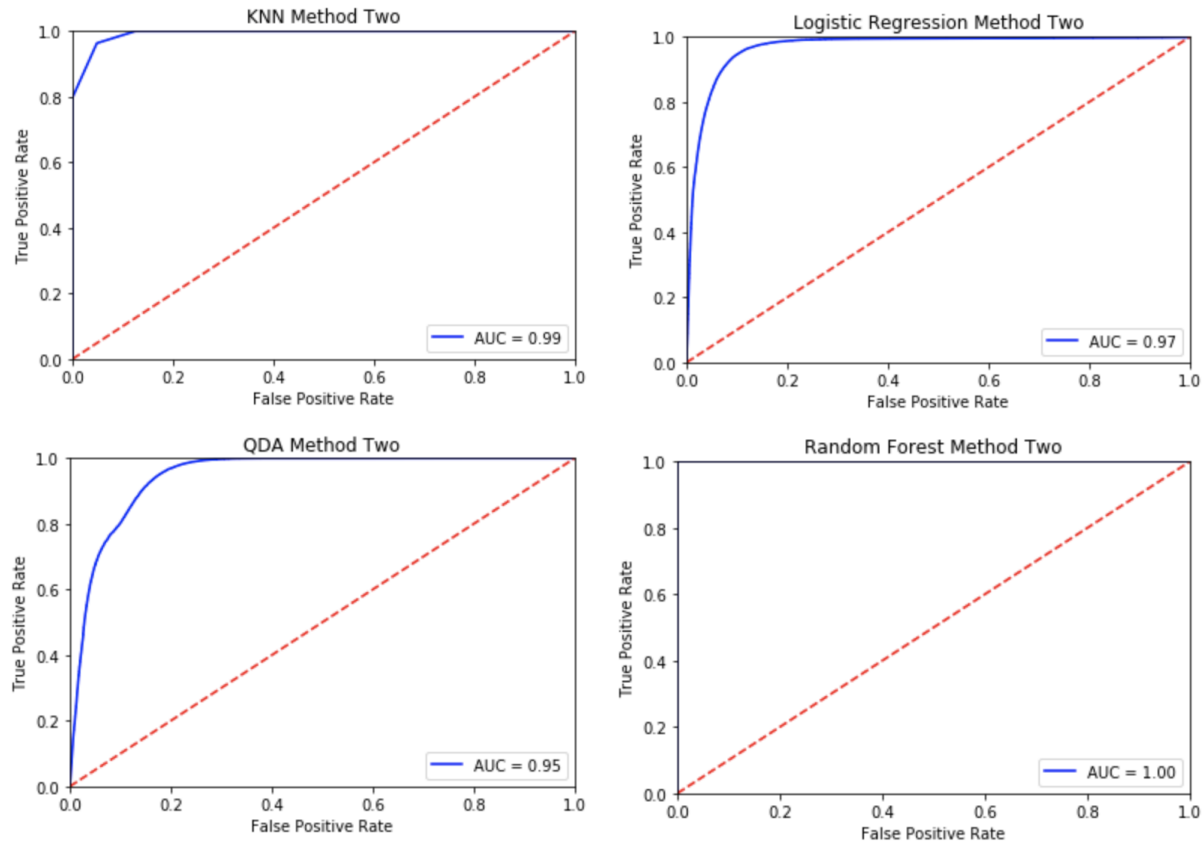 KNN Method Two
1.0
0.8
0.6
0.4
0.2
0.0
True Positive Rate
0.0 0.2 0.4 0.6 0.8 1.0
False Positive Rate
AUC = 0.99
Logistic Regression Method Two
1.0
0.8
0.6
0.4
0.2
0.0
True Positive Rate
0.0 0.2 0.4 0.6 0.8 1.0
False Positive Rate
AUC = 0.97
QDA Method Two
1.0
0.8
0.6
0.4
0.2
0.0
True Positive Rate
0.0 0.2 0.4 0.6 0.8 1.0
False Positive Rate
AUC = 0.95
Random Forest Method Two
1.0
0.8
0.6
0.4
0.2
0.0
True Positive Rate
0.0 0.2 0.4 0.6 0.8 1.0
False Positive Rate
AUC = 1.00